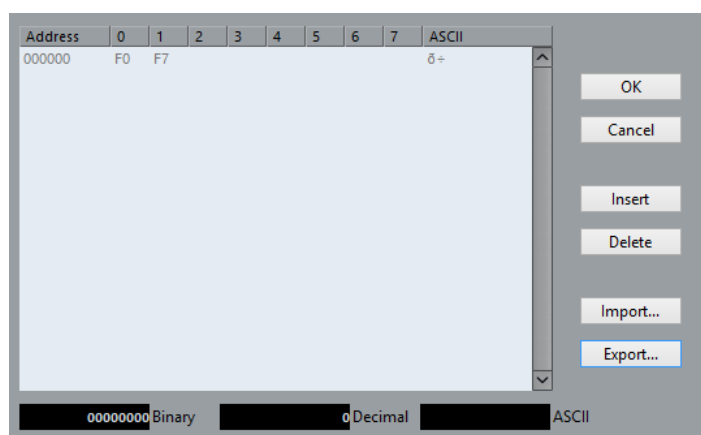 Address 0 1 2 3 4 5 6 7 ASCII
000000 F0 F7 ð÷
OK
Cancel
Insert
Delete
Import...
Export...
00000000 Binary 0 Decimal ASCII